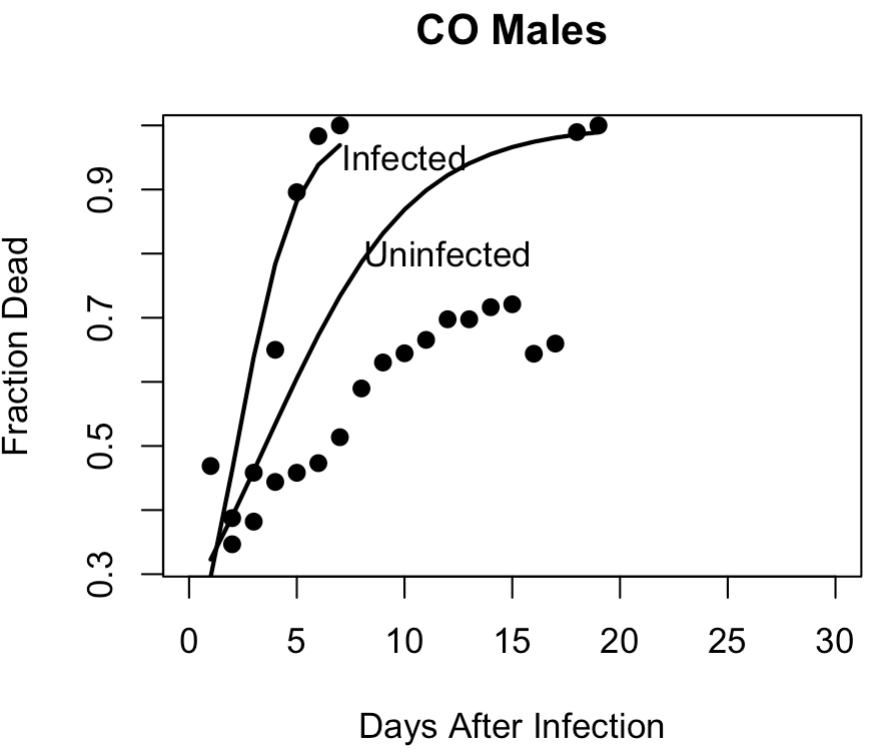 CO Males
Fraction Dead
0.9
0.7
0.5
0.3
Infected
Uninfected
0 5 10 15 20 25 30
Days After Infection